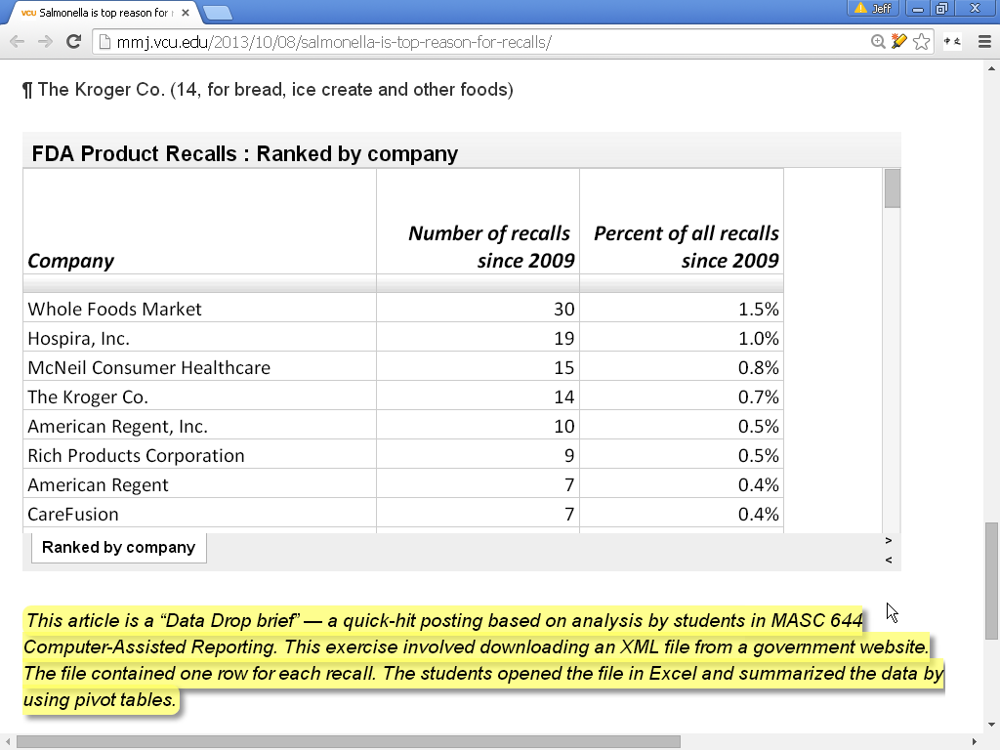 vcu Salmonella is top reason for
Jeff
mmj.vcu.edu/2013/10/08/salmonella-is-top-reason-for-recalls/
¶ The Kroger Co. (14, for bread, ice create and other foods)
FDA Product Recalls : Ranked by company
Company Number of recalls since 2009 Percent of all recalls since 2009
Whole Foods Market 30 1.5%
Hospira, Inc. 19 1.0%
McNeil Consumer Healthcare 15 0.8%
The Kroger Co. 14 0.7%
American Regent, Inc. 10 0.5%
Rich Products Corporation 9 0.5%
American Regent 7 0.4%
CareFusion 7 0.4%
Ranked by company
>
<
This article is a “Data Drop brief” — a quick-hit posting based on analysis by students in MASC 644
Computer-Assisted Reporting. This exercise involved downloading an XML file from a government website.
The file contained one row for each recall. The students opened the file in Excel and summarized the data by
using pivot tables.